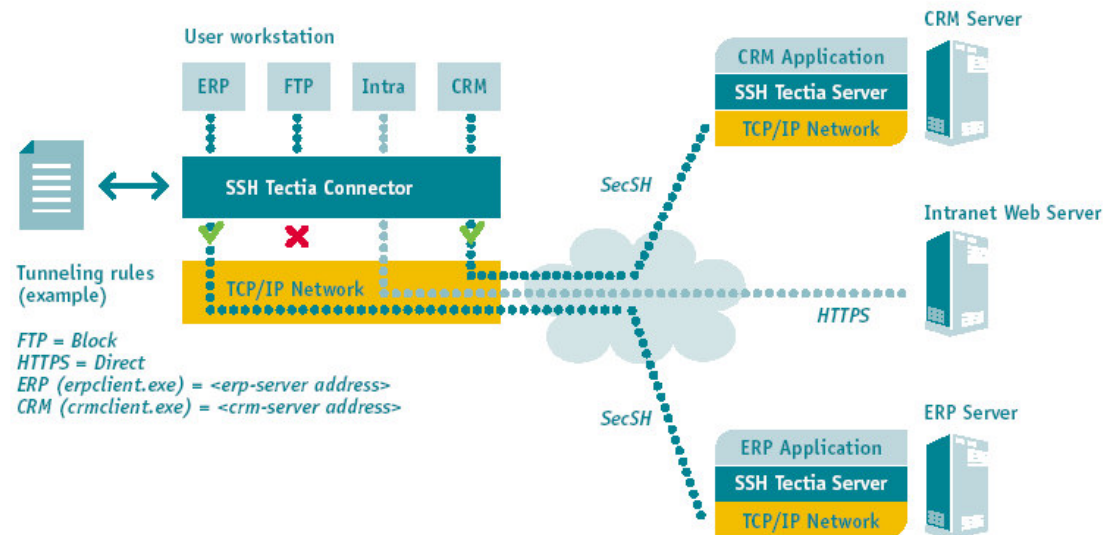 User workstation
ERP
FTP
Intra
CRM
SSH Tectia Connector
Tunneling rules
(example)
TCP/IP Network
FTP = Block
HTTPS = Direct
ERP (erpclient.exe) = <erp-server address>
CRM (crmclient.exe) = <crm-server address>
SecSH
HTTPS
SecSH
CRM Server
CRM Application
SSH Tectia Server
TCP/IP Network
Intranet Web Server
ERP Server
ERP Application
SSH Tectia Server
TCP/IP Network